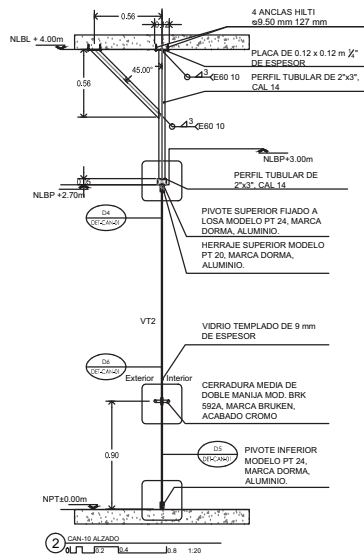 0.56
4 ANCLAS HILTI
ø9.50 mm 127 mm
NLBL + 4.00m
PLACA DE 0.12 x 0.12 m ¼"
DE ESPESOR
45.00°
3
E60 10
0.56
PERFIL TUBULAR DE 2"x3",
CAL 14
3
E60 10
NLBP+3.00m
PERFIL TUBULAR DE
2"x3", CAL 14
NLBP +2.70m
D4
DET-CAN-01
PIVOTE SUPERIOR FIJADO A
LOSA MODELO PT 24, MARCA
DORMA, ALUMINIO.
HERRAJE SUPERIOR MODELO
PT 20, MARCA DORMA,
ALUMINIO.
VT2
VIDRIO TEMPLADO DE 9 mm
DE ESPESOR
D6
DET-CAN-01
Exterior
Interior
CERRADURA MEDIA DE
DOBLE MANIJA MOD. BRK
592A, MARCA BRUKEN,
ACABADO CROMO
0.90
D5
DET-CAN-01
PIVOTE INFERIOR
MODELO PT 24,
MARCA DORMA,
ALUMINIO.
NPT±0.00m
2
CAN-10 ALZADO
0 0.2 0.4 0.8 1:20